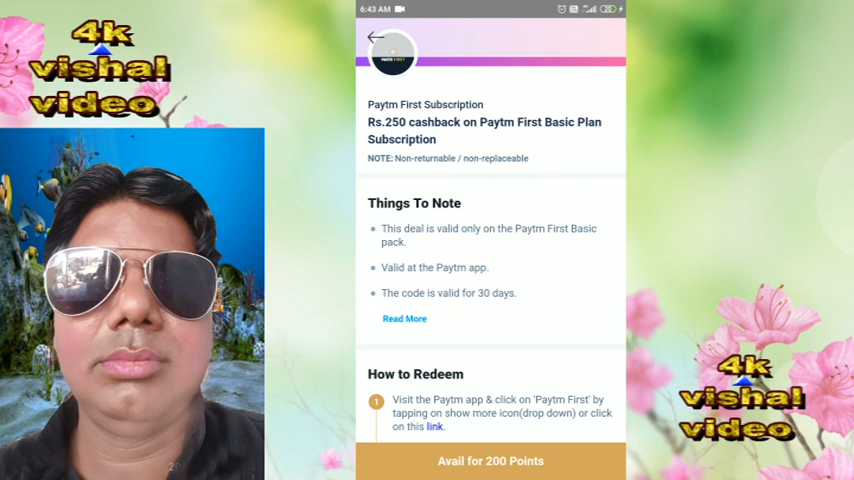 4k
vishal
video
6:43 AM
Paytm First Subscription
Rs.250 cashback on Paytm First Basic Plan
Subscription
NOTE: Non-returnable / non-replaceable
Things To Note
This deal is valid only on the Paytm First Basic
pack.
Valid at the Paytm app.
The code is valid for 30 days.
Read More
How to Redeem
1 Visit the Paytm app & click on 'Paytm First' by
tapping on show more icon(drop down) or click
on this link.
Avail for 200 Points
4k
vishal
video